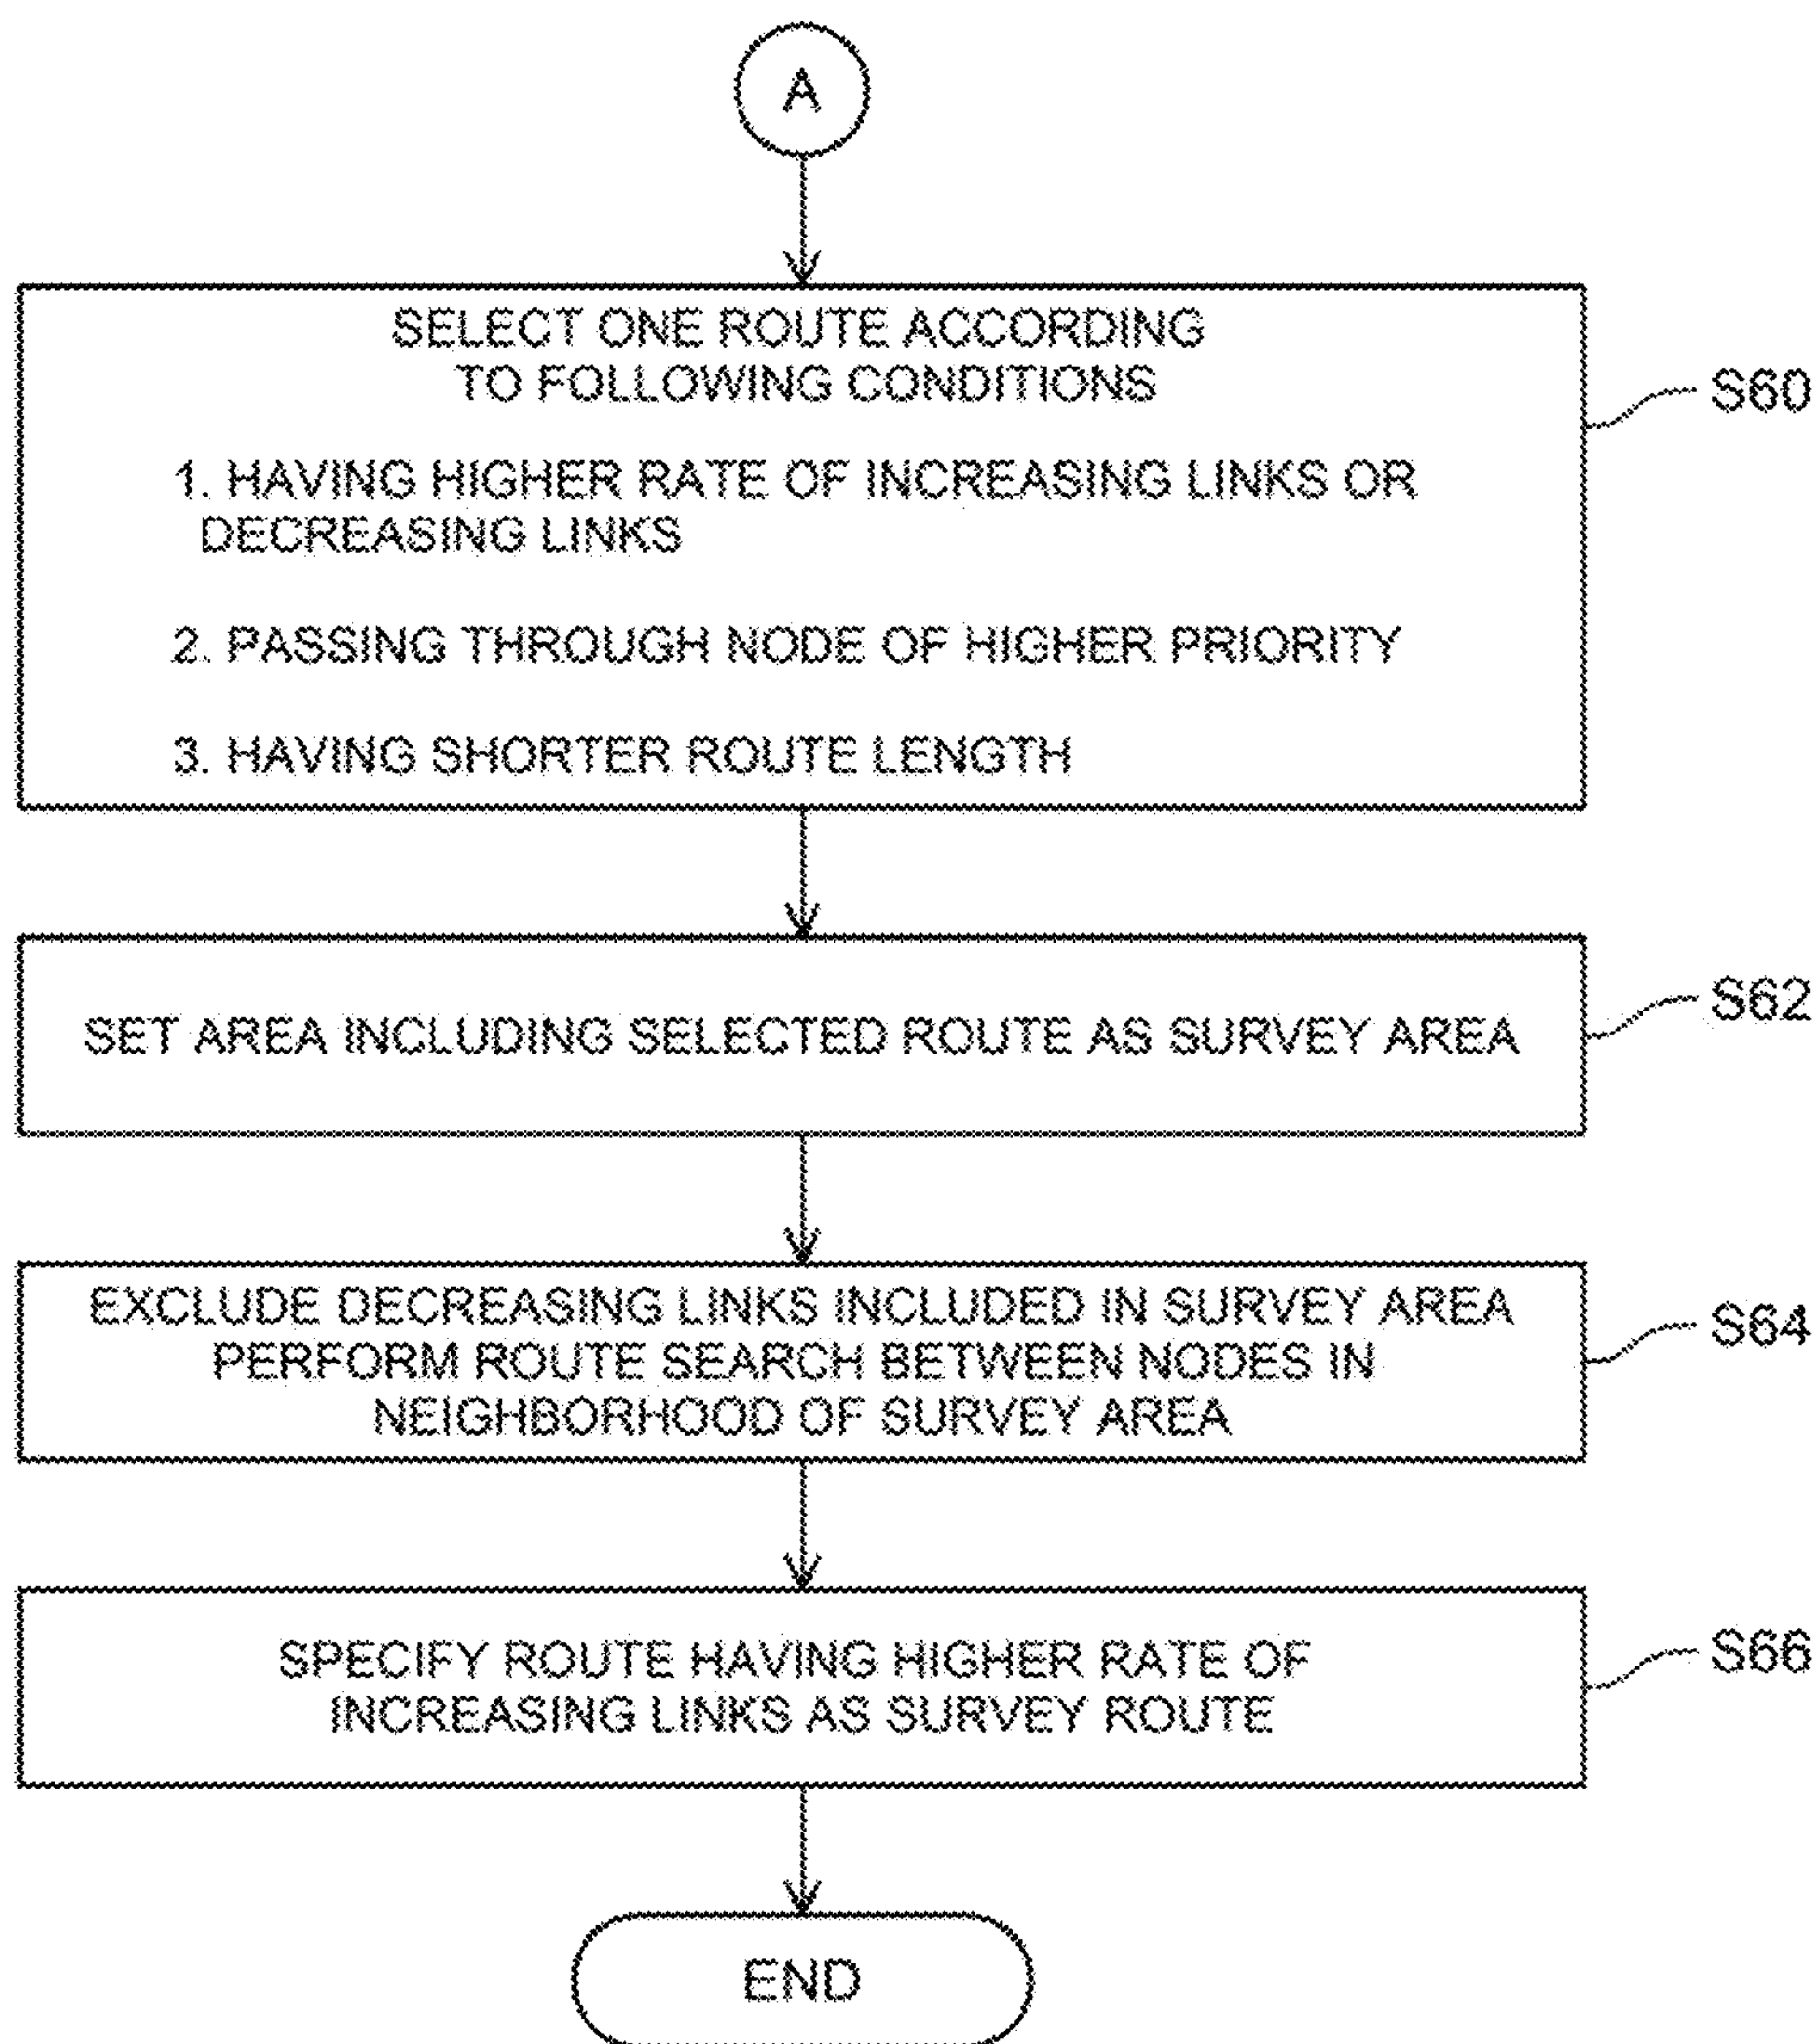 A
SELECT ONE ROUTE ACCORDING
TO FOLLOWING CONDITIONS
S60
1. HAVING HIGHER RATE OF INCREASING LINKS OR
DECREASING LINKS
2. PASSING THROUGH NODE OF HIGHER PRIORITY
3. HAVING SHORTER ROUTE LENGTH
SET AREA INCLUDING SELECTED ROUTE AS SURVEY AREA
S62
EXCLUDE DECREASING LINKS INCLUDED IN SURVEY AREA
PERFORM ROUTE SEARCH BETWEEN NODES IN
NEIGHBORHOOD OF SURVEY AREA
S64
SPECIFY ROUTE HAVING HIGHER RATE OF
INCREASING LINKS AS SURVEY ROUTE
S66
END